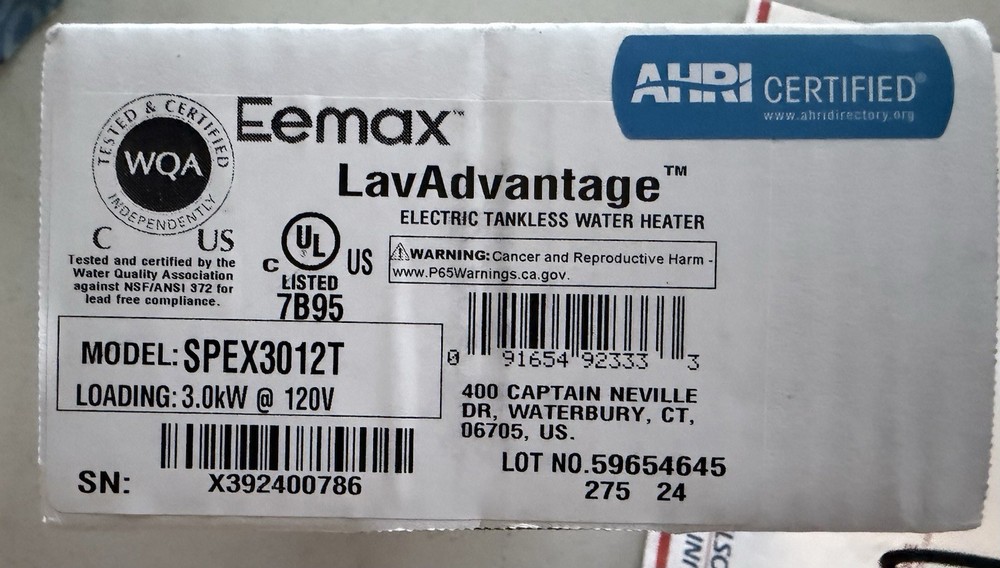 AHRI CERTIFIED®
www.ahridirectory.org
TESTED & CERTIFIED
WQA
INDEPENDENTLY
C US
Tested and certified by the
Water Quality Association
against NSF/ANSI 372 for
lead free compliance.
Eemax™
LavAdvantage™
ELECTRIC TANKLESS WATER HEATER
c UL US
LISTED
7B95
WARNING: Cancer and Reproductive Harm -
www.P65Warnings.ca.gov.
MODEL: SPEX3012T
LOADING: 3.0kW @ 120V
0 91654 92333 3
400 CAPTAIN NEVILLE
DR, WATERBURY, CT,
06705, US.
SN: X392400786
LOT NO.59654645
275 24